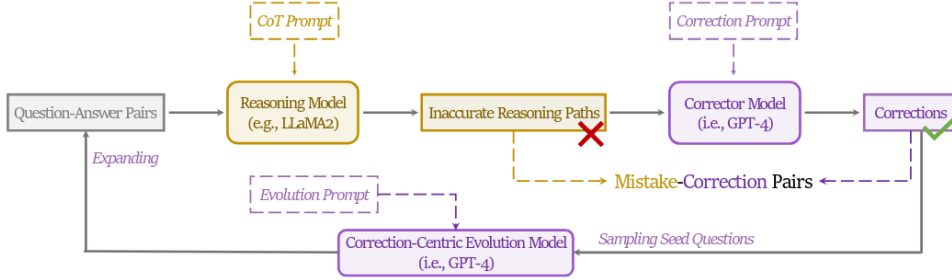 CoT Prompt
Correction Prompt
Question-Answer Pairs
Reasoning Model
(e.g., LLaMA2)
Inaccurate Reasoning Paths
Corrector Model
(i.e., GPT-4)
Corrections
Expanding
Mistake-Correction Pairs
Evolution Prompt
Correction-Centric Evolution Model
(i.e., GPT-4)
Sampling Seed Questions